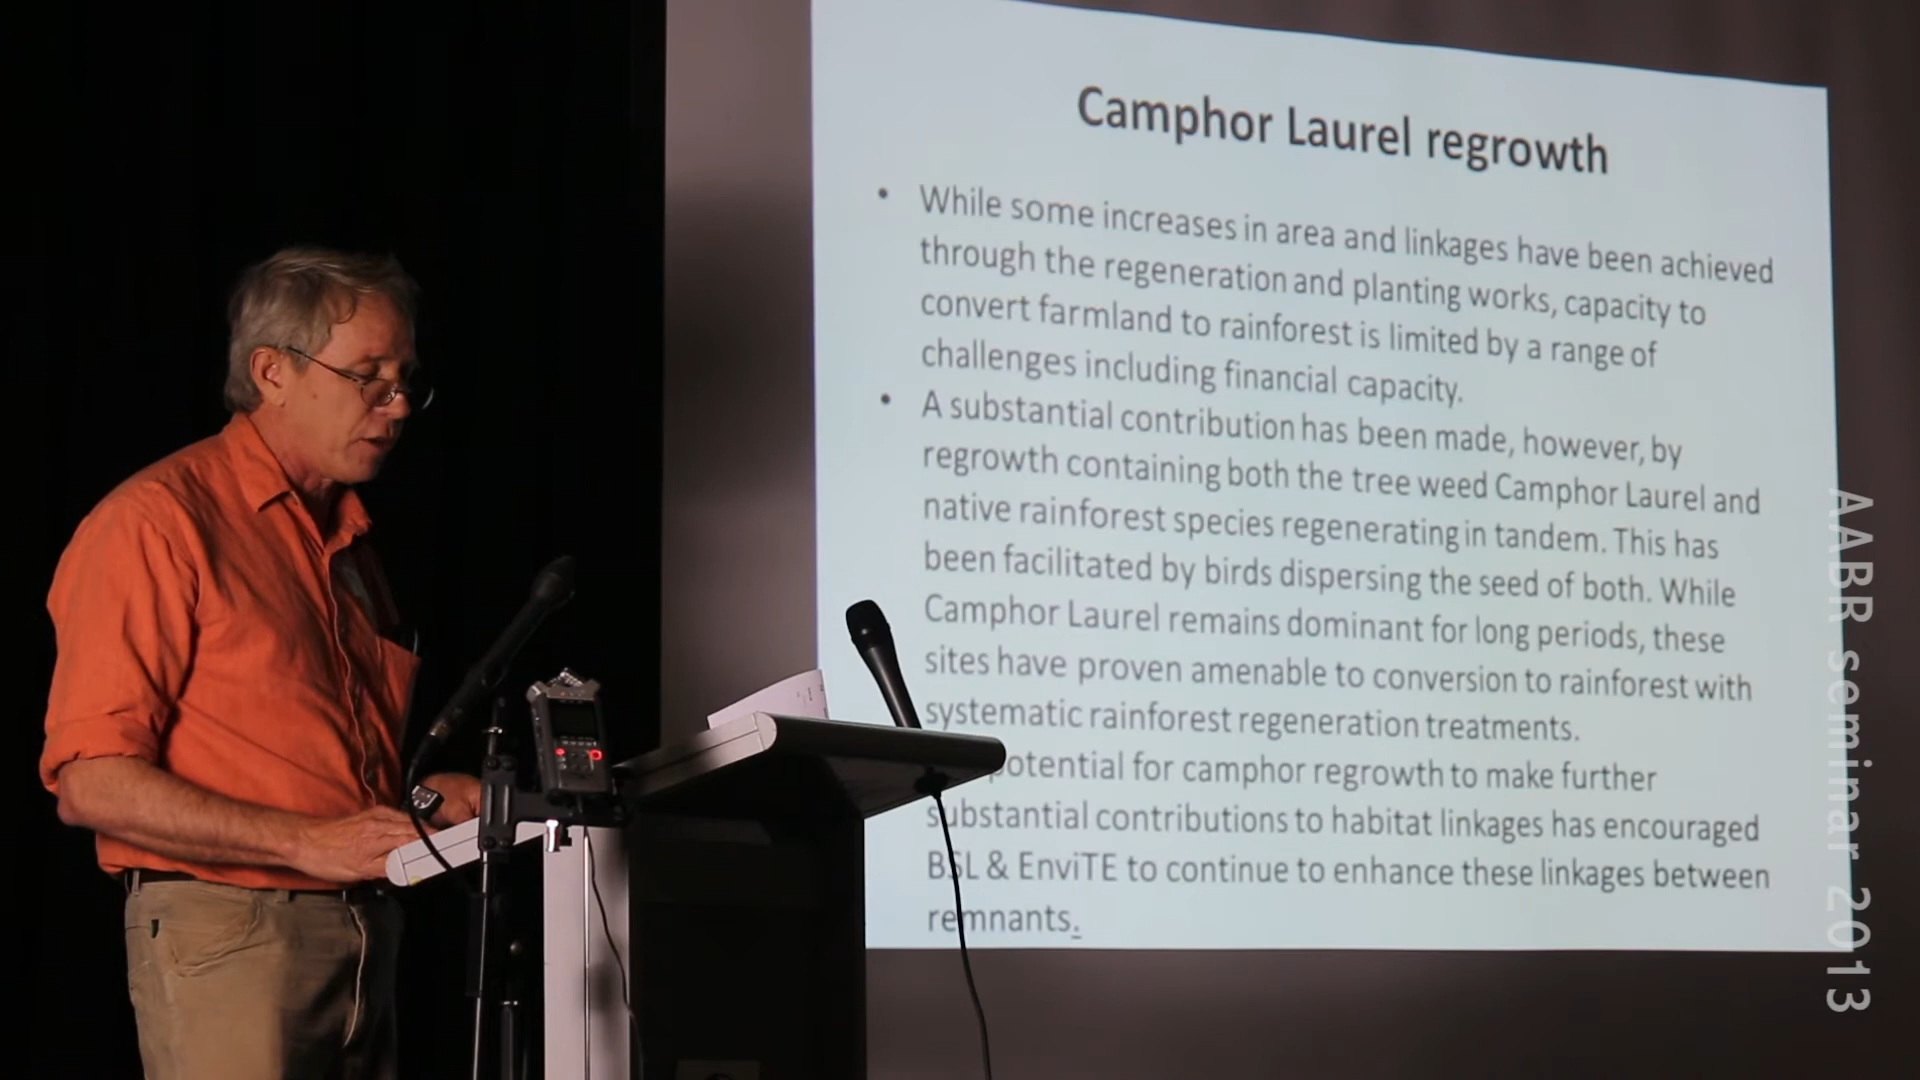 Camphor Laurel regrowth
• While some increases in area and linkages have been achieved
through the regeneration and planting works, capacity to
convert farmland to rainforest is limited by a range of
challenges including financial capacity.
• A substantial contribution has been made, however, by
regrowth containing both the tree weed Camphor Laurel and
native rainforest species regenerating in tandem. This has
been facilitated by birds dispersing the seed of both. While
Camphor Laurel remains dominant for long periods, these
sites have proven amenable to conversion to rainforest with
systematic rainforest regeneration treatments.
potential for camphor regrowth to make further
substantial contributions to habitat linkages has encouraged
BSL & EnviTE to continue to enhance these linkages between
remnants.
AABR seminar 2013